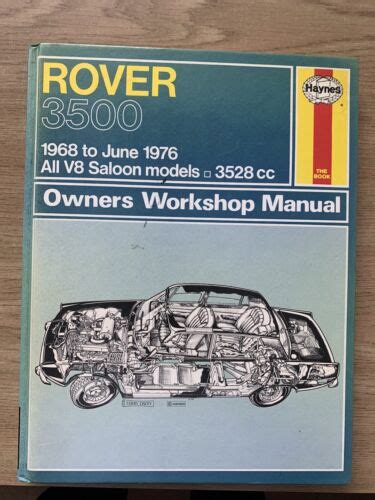 ROVER
3500
Haynes
1968 to June 1976
All V8 Saloon models ◻ 3528 cc
THE
BOOK
Owners Workshop Manual